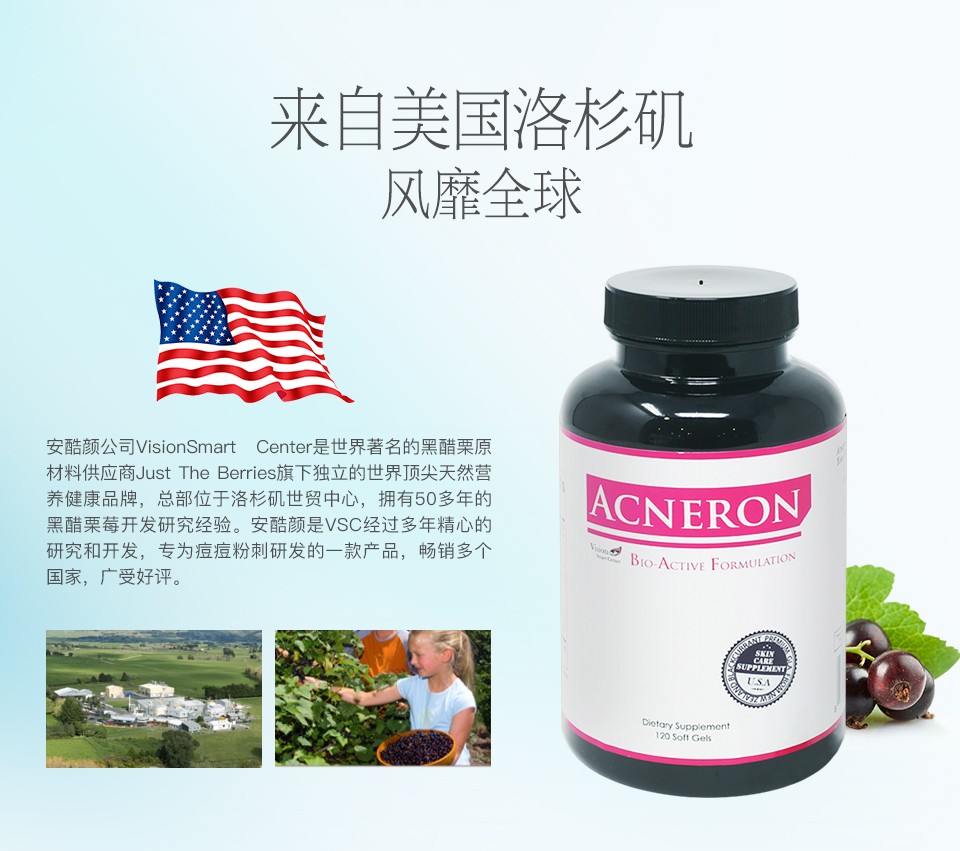 来自美国洛杉矶
风靡全球
安酷颜公司VisionSmart Center是世界著名的黑醋栗原
材料供应商Just The Berries旗下独立的世界顶尖天然营
养健康品牌，总部位于洛杉矶世贸中心，拥有50多年的
黑醋栗莓开发研究经验。安酷颜是VSC经过多年精心的
研究和开发，专为痘痘粉刺研发的一款产品，畅销多个
国家，广受好评。
ACNERON
Vision
Smart Center
BIO-ACTIVE FORMULATION
SKIN
CARE
SUPPLEMENT
U.S.A
Dietary Supplement
120 Soft Gels